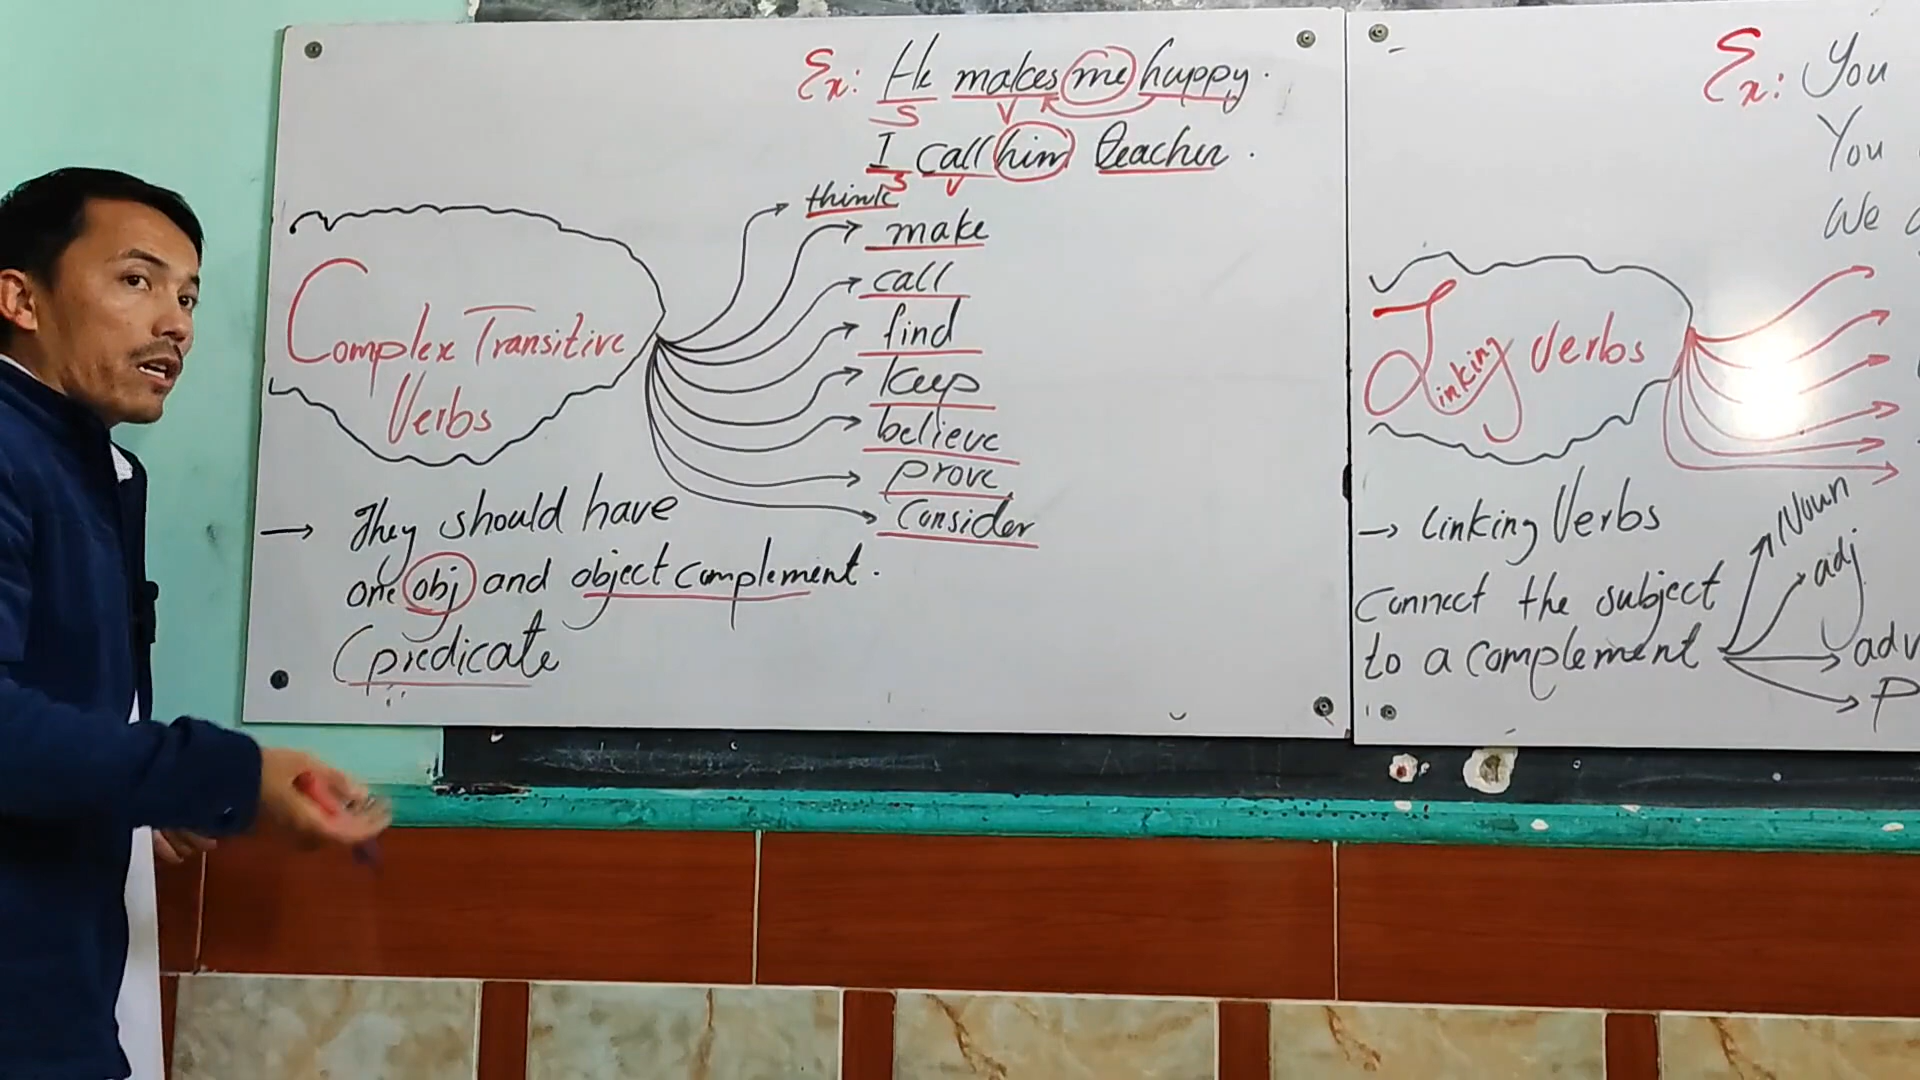 Ex: He makes me happy.
S V
I call him teacher.
S V
think
make
call
find
keep
believe
prove
Consider
Complex Transitive
Verbs
→ They should have
one obj and object complement.
(predicate
Ex: You
You
We
Linking Verbs
→ Linking Verbs
Connect the subject
to a complement
Noun
adj
adv
P